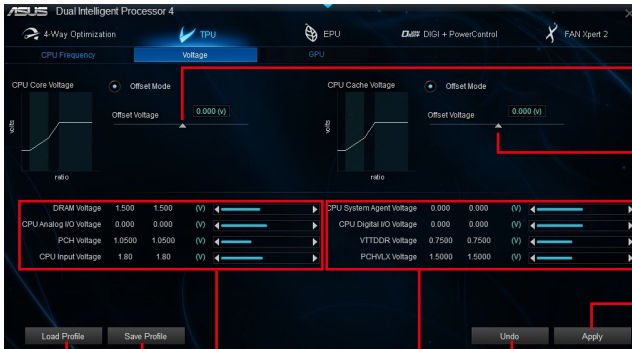 ASUS Dual Intelligent Processor 4
4-Way Optimization TPU EPU DIGI + PowerControl FAN Xpert 2
CPU Frequency Voltage GPU
CPU Core Voltage Offset Mode CPU Cache Voltage Offset Mode
Offset Voltage 0.000 (v) Offset Voltage 0.000 (v)
volts volts
ratio ratio
DRAM Voltage 1.500 1.500 (V) CPU System Agent Voltage 0.000 0.000 (V)
CPU Analog I/O Voltage 0.000 0.000 (V) CPU Digital I/O Voltage 0.000 0.000 (V)
PCH Voltage 1.0500 1.0500 (V) VTTDDR Voltage 0.7500 0.7500 (V)
CPU Input Voltage 1.80 1.80 (V) PCHVLX Voltage 1.5000 1.5000 (V)
Load Profile Save Profile Undo Apply